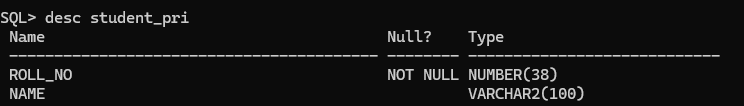 SQL> desc student_pri
 Name                                      Null?    Type
 ----------------------------------------- -------- ----------------------------
 ROLL_NO                                   NOT NULL NUMBER(38)
 NAME                                               VARCHAR2(100)